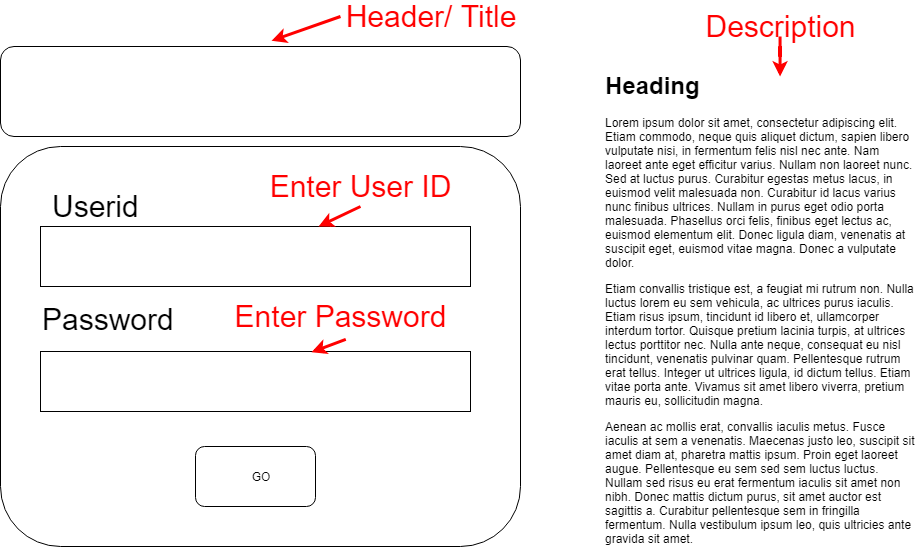 Header/ Title
Enter User ID
Userid
Enter Password
Password
GO
Description
Heading
Lorem ipsum dolor sit amet, consectetur adipiscing elit.
Etiam commodo, neque quis aliquet dictum, sapien libero
vulputate nisi, in fermentum felis nisl nec ante. Nam
laoreet ante eget efficitur varius. Nullam non laoreet nunc.
Sed at luctus purus. Curabitur egestas metus lacus, in
euismod velit malesuada non. Curabitur id lacus varius
nunc finibus ultrices. Nullam in purus eget odio porta
malesuada. Phasellus orci felis, finibus eget lectus ac,
euismod elementum elit. Donec ligula diam, venenatis at
suscipit eget, euismod vitae magna. Donec a vulputate
dolor.
Etiam convallis tristique est, a feugiat mi rutrum non. Nulla
luctus lorem eu sem vehicula, ac ultrices purus iaculis.
Etiam risus ipsum, tincidunt id libero et, ullamcorper
interdum tortor. Quisque pretium lacinia turpis, at ultrices
lectus porttitor nec. Nulla ante neque, consequat eu nisl
tincidunt, venenatis pulvinar quam. Pellentesque rutrum
erat tellus. Integer ut ultrices ligula, id dictum tellus. Etiam
vitae porta ante. Vivamus sit amet libero viverra, pretium
mauris eu, sollicitudin magna.
Aenean ac mollis erat, convallis iaculis metus. Fusce
iaculis at sem a venenatis. Maecenas justo leo, suscipit sit
amet diam at, pharetra mattis ipsum. Proin eget laoreet
augue. Pellentesque eu sem sed sem luctus luctus.
Nullam sed risus eu erat fermentum iaculis sit amet non
nibh. Donec mattis dictum purus, sit amet auctor est
sagittis a. Curabitur pellentesque sem in fringilla
fermentum. Nulla vestibulum ipsum leo, quis ultricies ante
gravida sit amet.